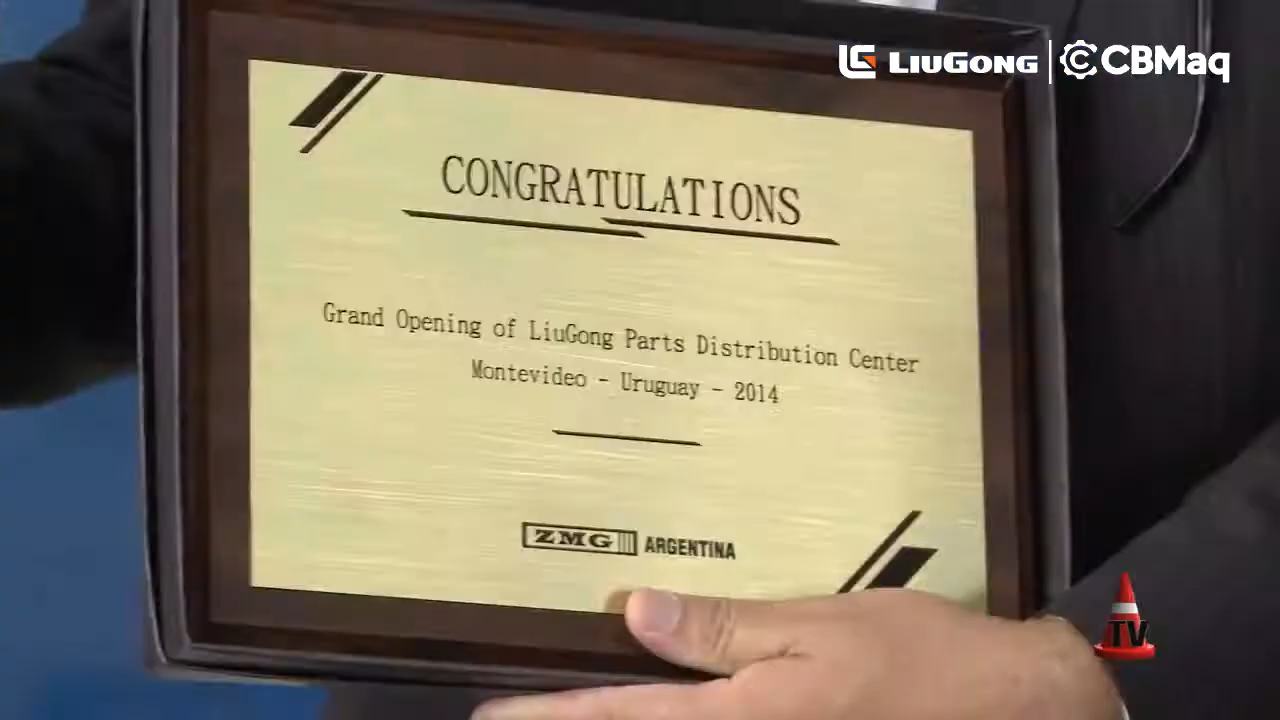 LiuGong CBMaq
CONGRATULATIONS
Grand Opening of LiuGong Parts Distribution Center
Montevideo - Uruguay - 2014
ZMG ARGENTINA
TV